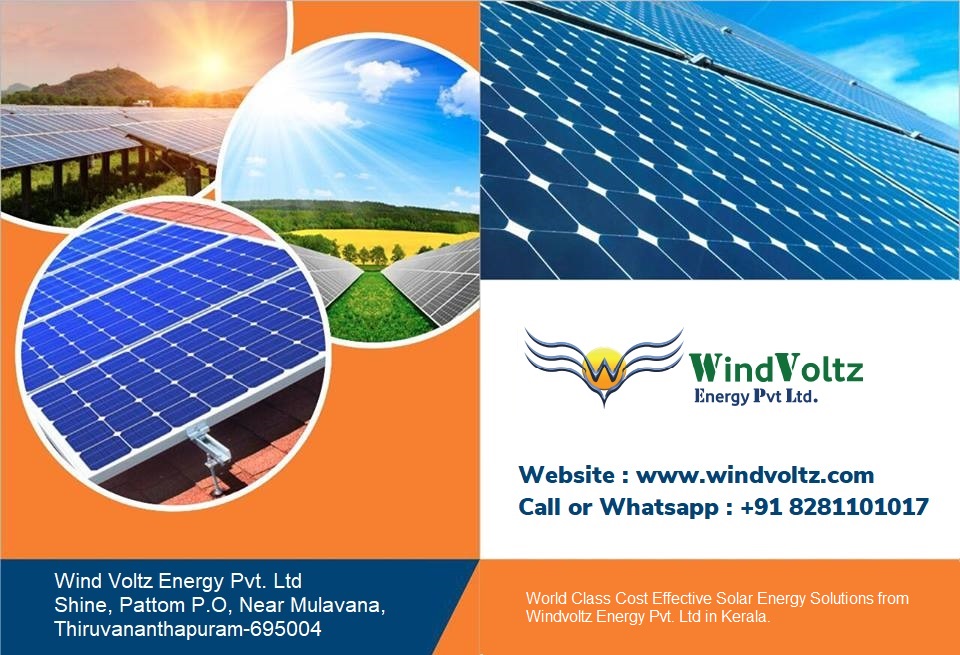 WindVoltz
Energy Pvt Ltd.
Website : www.windvoltz.com
Call or Whatsapp : +91 8281101017
Wind Voltz Energy Pvt. Ltd
Shine, Pattom P.O, Near Mulavana,
Thiruvananthapuram-695004
World Class Cost Effective Solar Energy Solutions from
Windvoltz Energy Pvt. Ltd in Kerala.